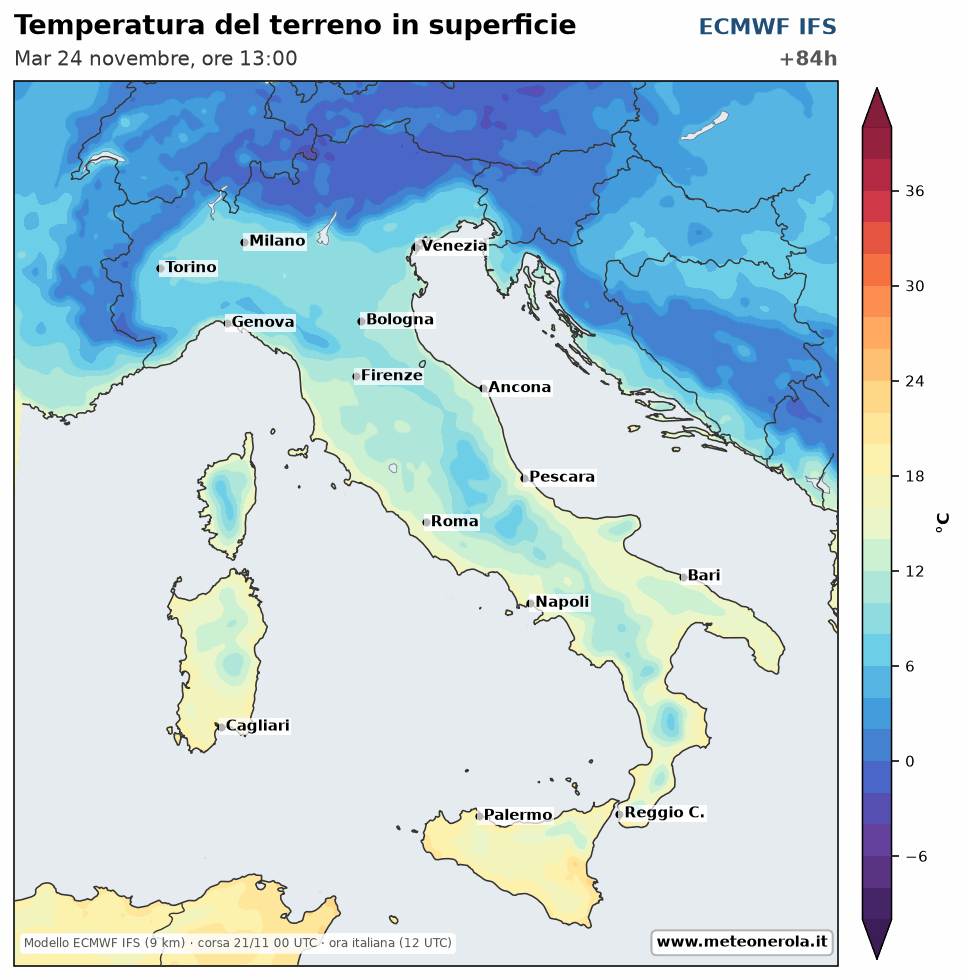 Temperatura del terreno in superficie
ECMWF IFS
Mar 24 novembre, ore 13:00
+84h
Milano
Venezia
Torino
Genova
Bologna
Firenze
Ancona
Pescara
Roma
Bari
Napoli
Cagliari
Palermo
Reggio C.
36
30
24
18
12
6
0
−6
°C
Modello ECMWF IFS (9 km) · corsa 21/11 00 UTC · ora italiana (12 UTC)
www.meteonerola.it